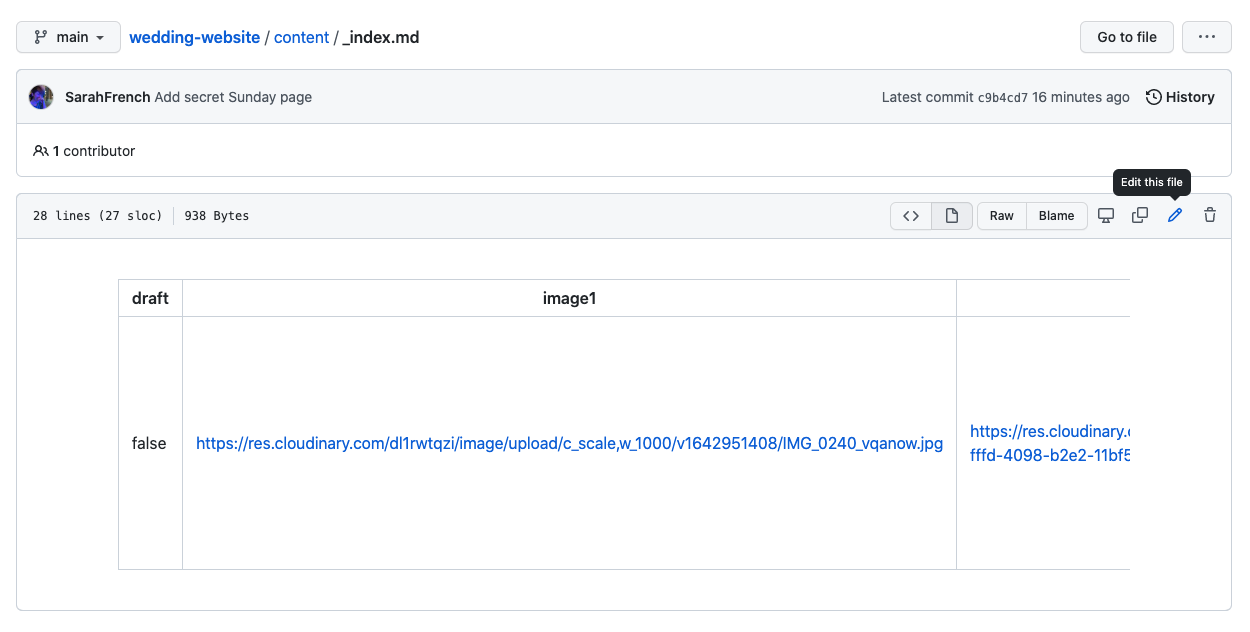 main wedding-website / content / _index.md Go to file ...
SarahFrench Add secret Sunday page Latest commit c9b4cd7 16 minutes ago History
1 contributor
Edit this file
28 lines (27 sloc) 938 Bytes <> Raw Blame
draft image1
false https://res.cloudinary.com/dl1rwtqzi/image/upload/c_scale,w_1000/v1642951408/IMG_0240_vqanow.jpg
https://res.cloudinary.
fffd-4098-b2e2-11bf5